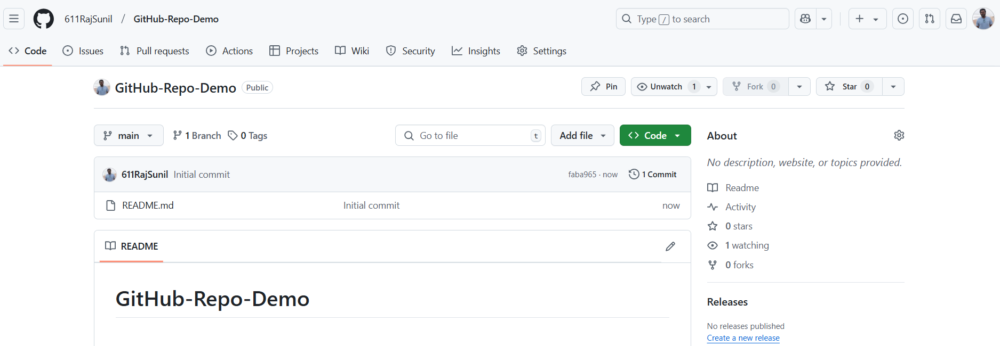 611RajSunil / GitHub-Repo-Demo
Type / to search
Code Issues Pull requests Actions Projects Wiki Security Insights Settings
GitHub-Repo-Demo Public
Pin Unwatch 1 Fork 0 Star 0
main 1 Branch 0 Tags
Go to file t Add file Code
611RajSunil Initial commit faba965 · now 1 Commit
README.md Initial commit now
README
GitHub-Repo-Demo
About
No description, website, or topics provided.
Readme
Activity
0 stars
1 watching
0 forks
Releases
No releases published
Create a new release